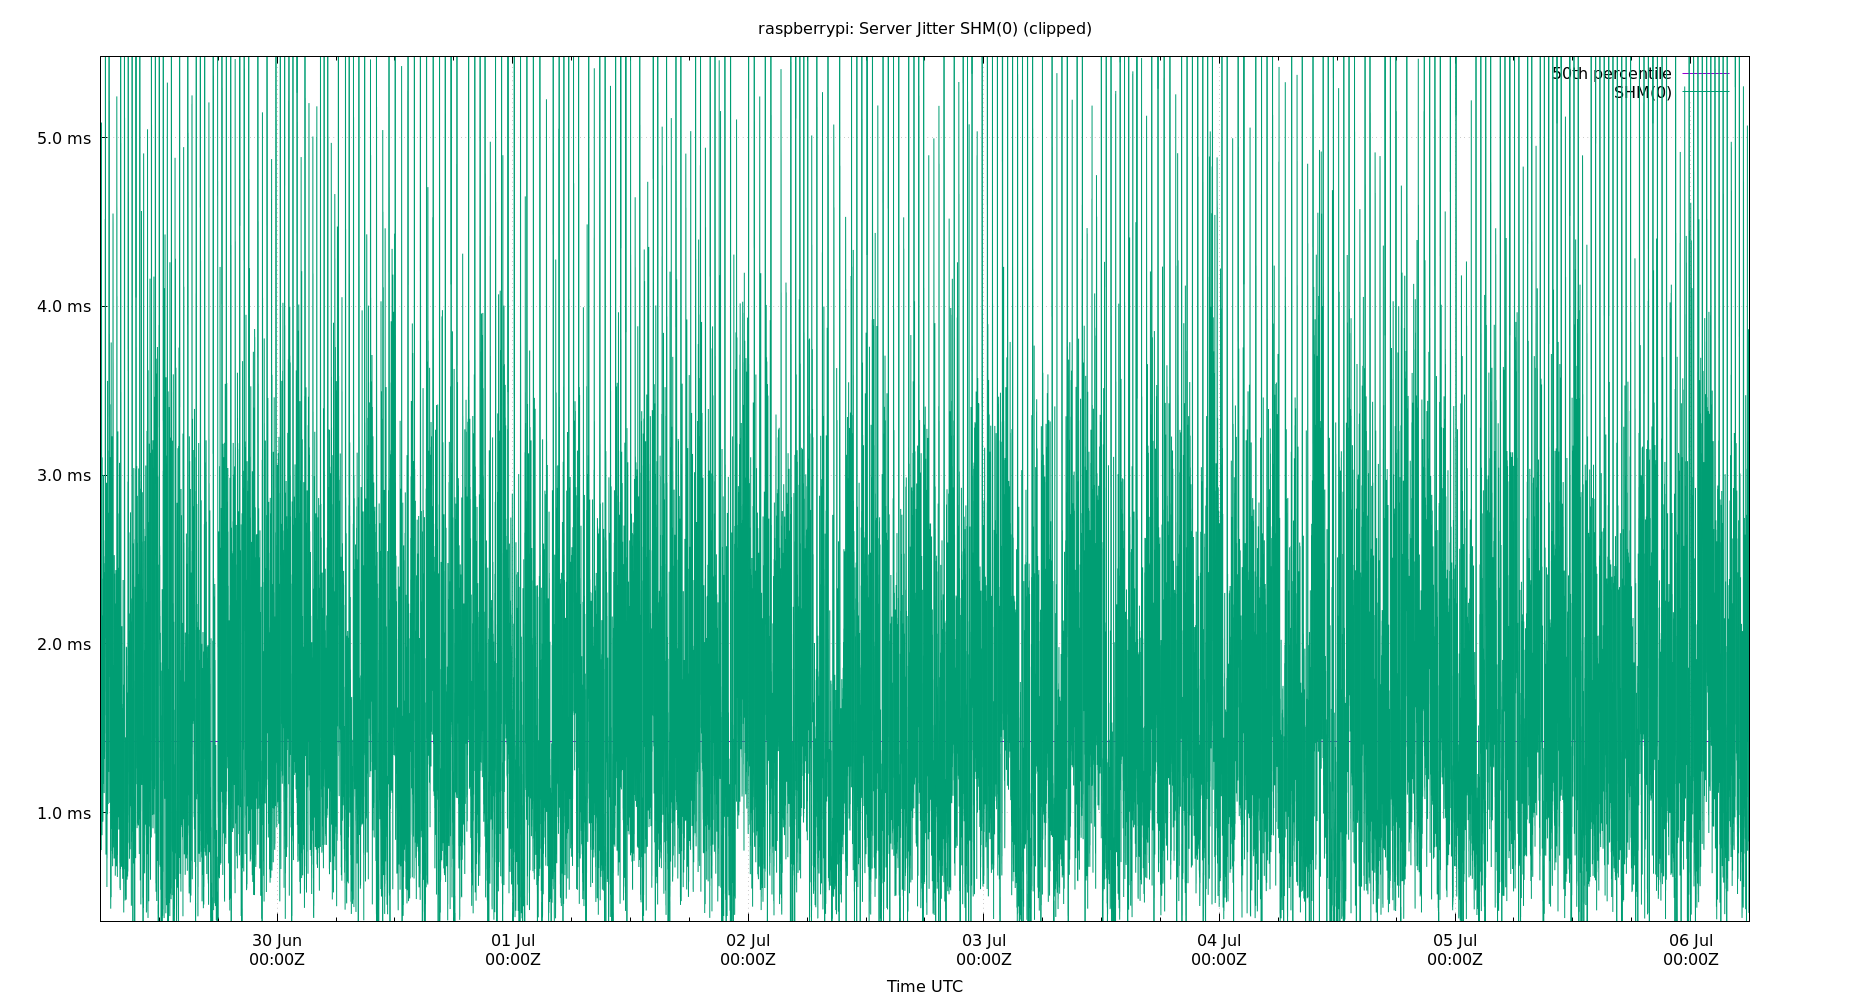 raspberrypi: Server Jitter SHM(0) (clipped)
50th percentile
SHM(0)
5.0 ms
4.0 ms
3.0 ms
2.0 ms
1.0 ms
30 Jun 01 Jul 02 Jul 03 Jul 04 Jul 05 Jul 06 Jul
00:00Z 00:00Z 00:00Z 00:00Z 00:00Z 00:00Z 00:00Z
Time UTC